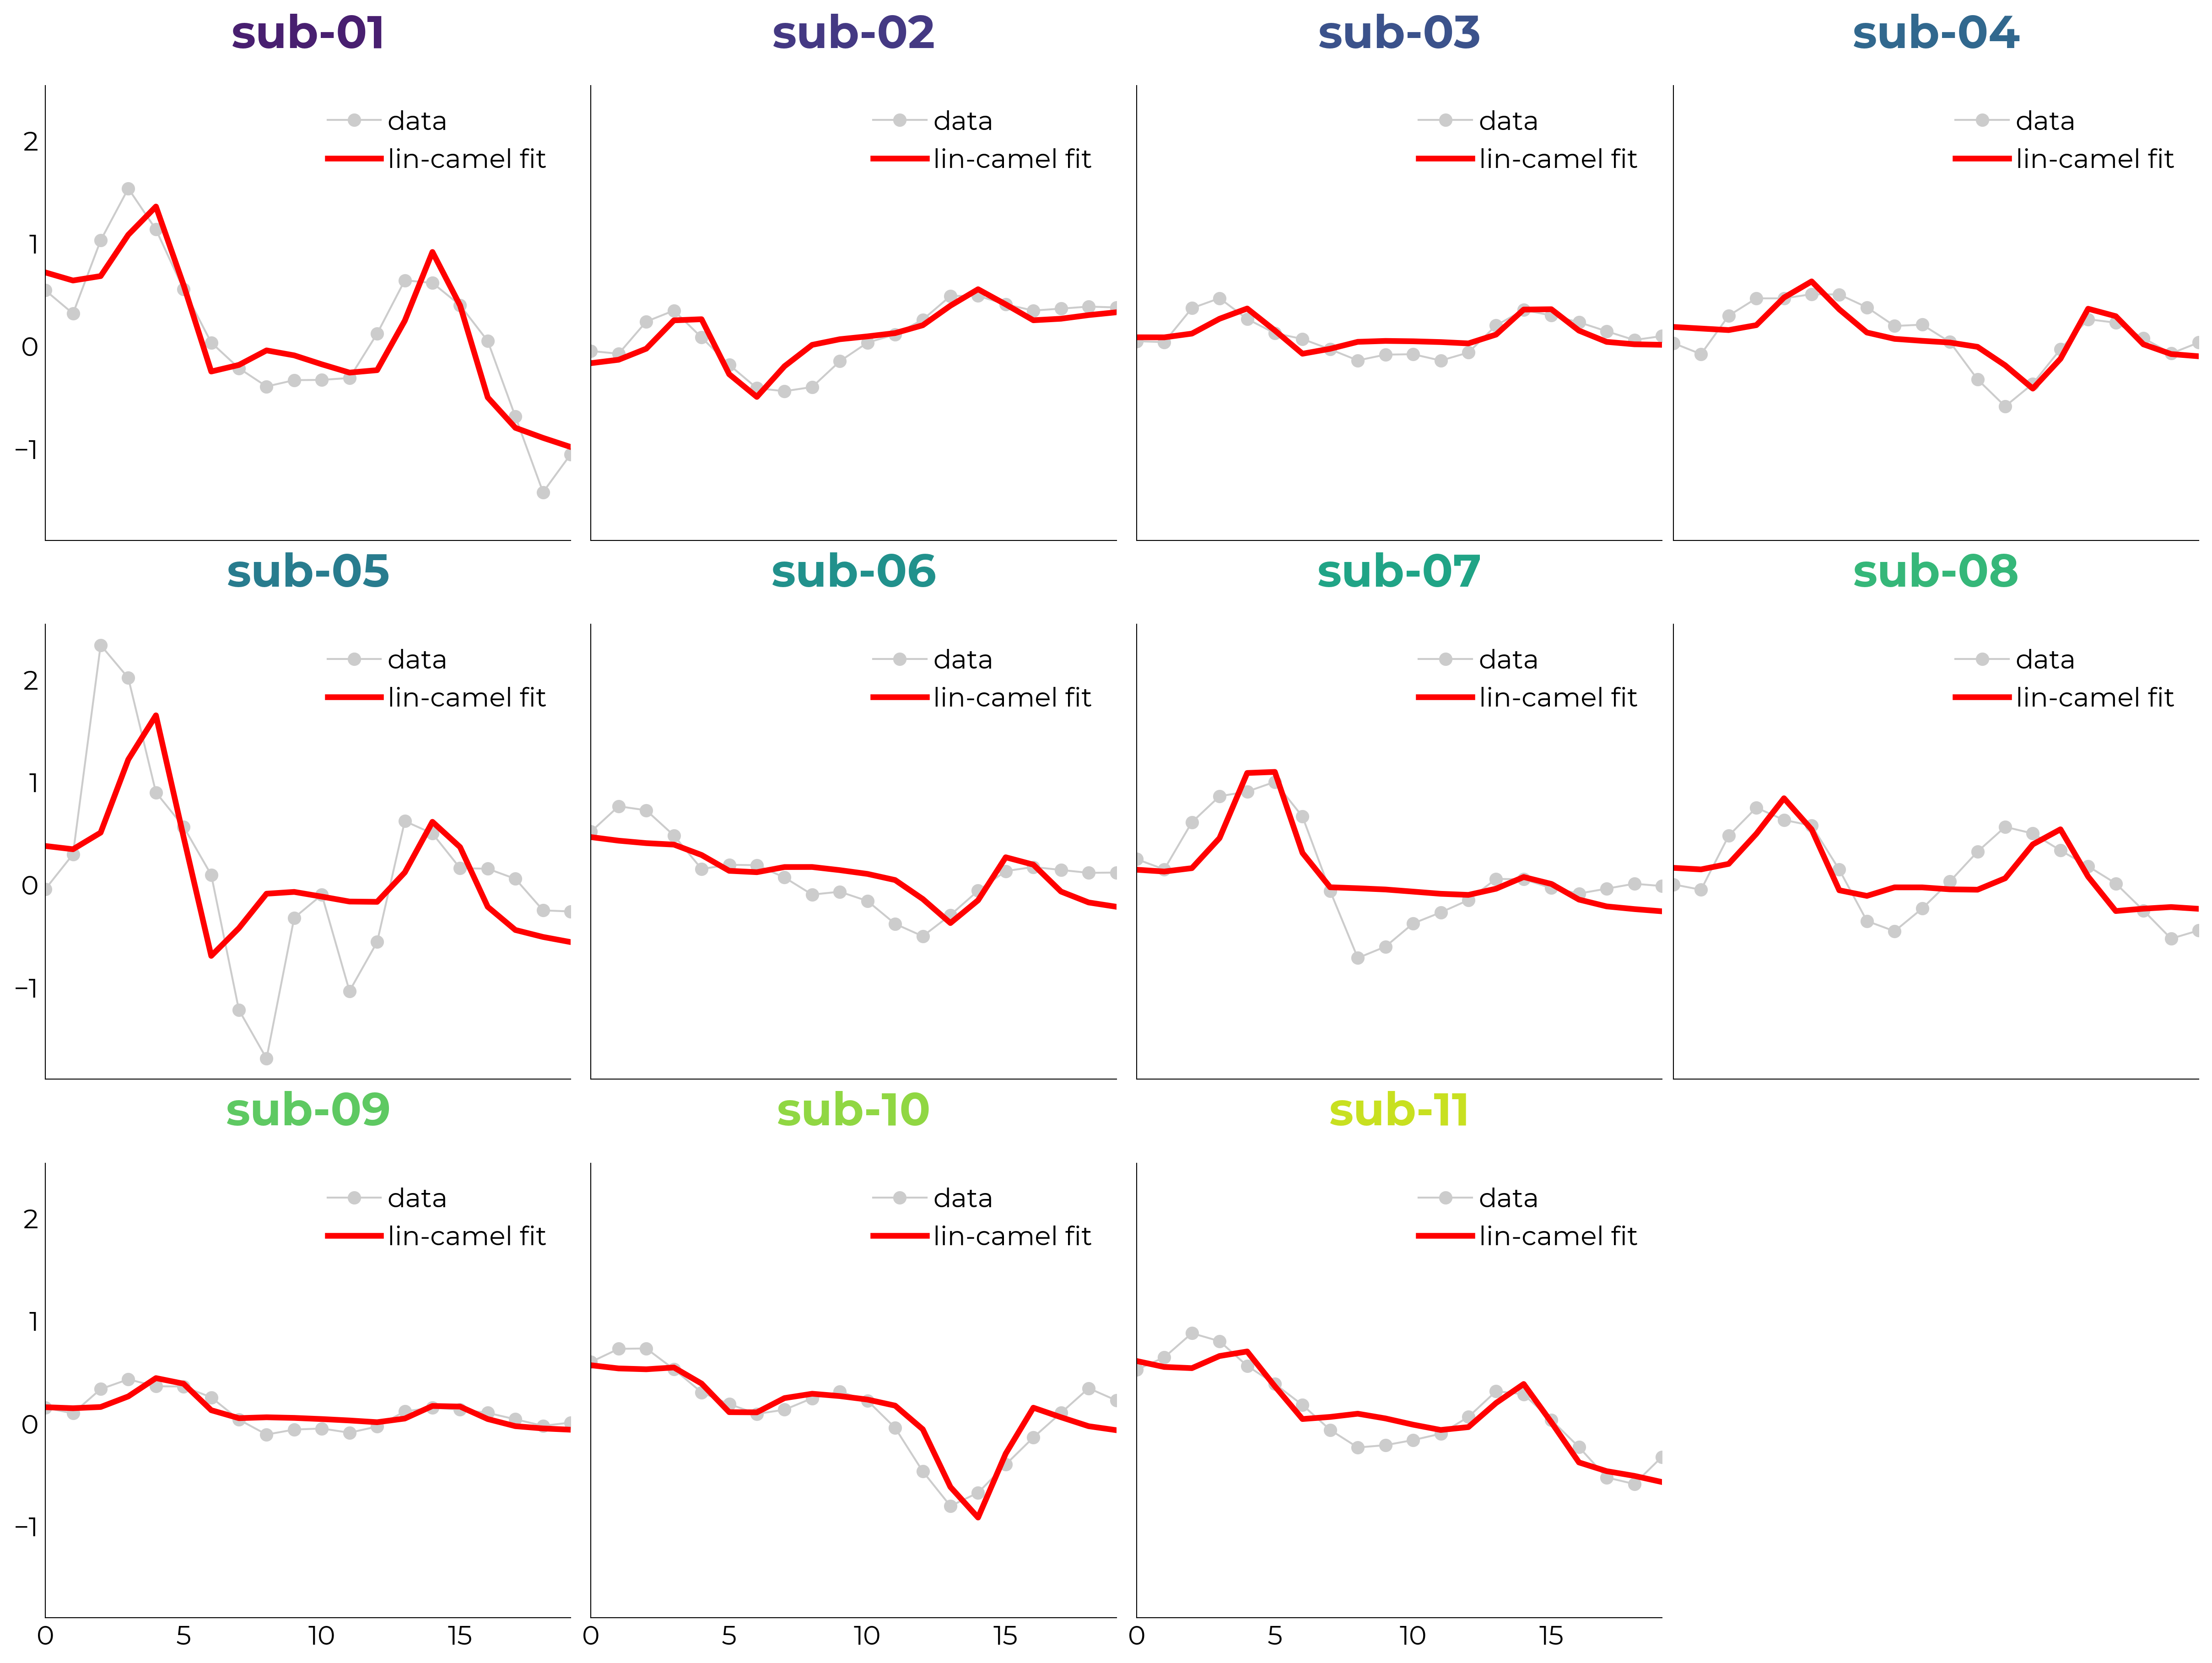 sub-01 sub-02 sub-03 sub-04
data data data data
lin-camel fit lin-camel fit lin-camel fit lin-camel fit
2
1
0
−1
sub-05 sub-06 sub-07 sub-08
data data data data
lin-camel fit lin-camel fit lin-camel fit lin-camel fit
2
1
0
−1
sub-09 sub-10 sub-11
data data data
lin-camel fit lin-camel fit lin-camel fit
2
1
0
−1
0 5 10 15 0 5 10 15 0 5 10 15